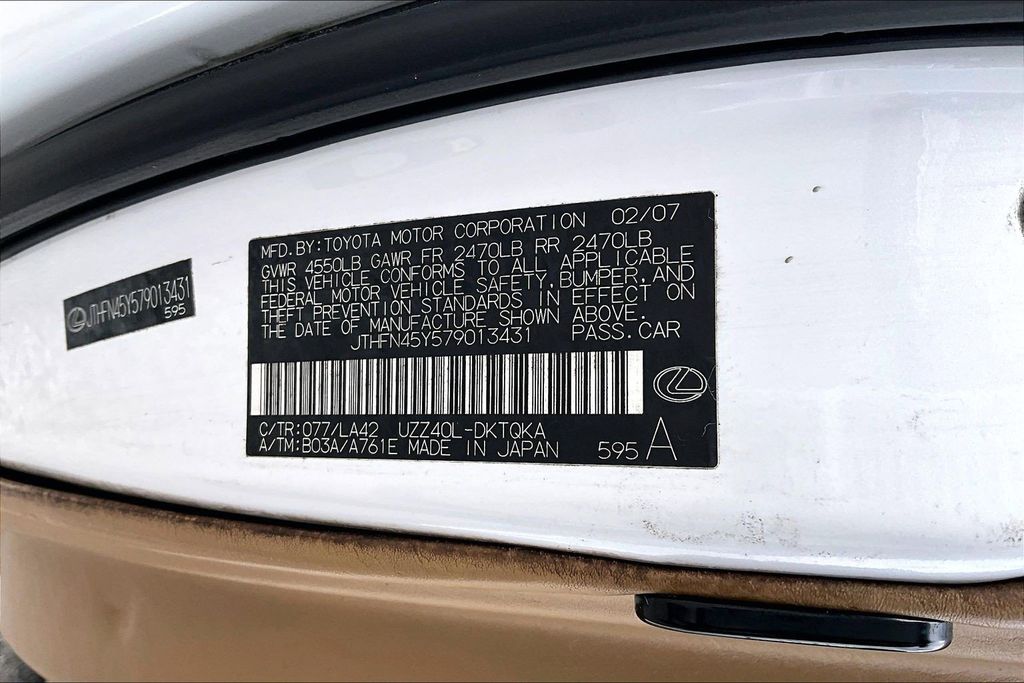 JTHFN45Y579013431
595
MFD. BY: TOYOTA MOTOR CORPORATION 02/07
GVWR 4550LB GAWR FR 2470LB RR 2470LB
THIS VEHICLE CONFORMS TO ALL APPLICABLE
FEDERAL MOTOR VEHICLE SAFETY, BUMPER, AND
THEFT PREVENTION STANDARDS IN EFFECT ON
THE DATE OF MANUFACTURE SHOWN ABOVE.
JTHFN45Y579013431 PASS. CAR
C/TR: 077/LA42 UZZ40L-DKTQKA
A/TM: B03A/A761E MADE IN JAPAN 595 A